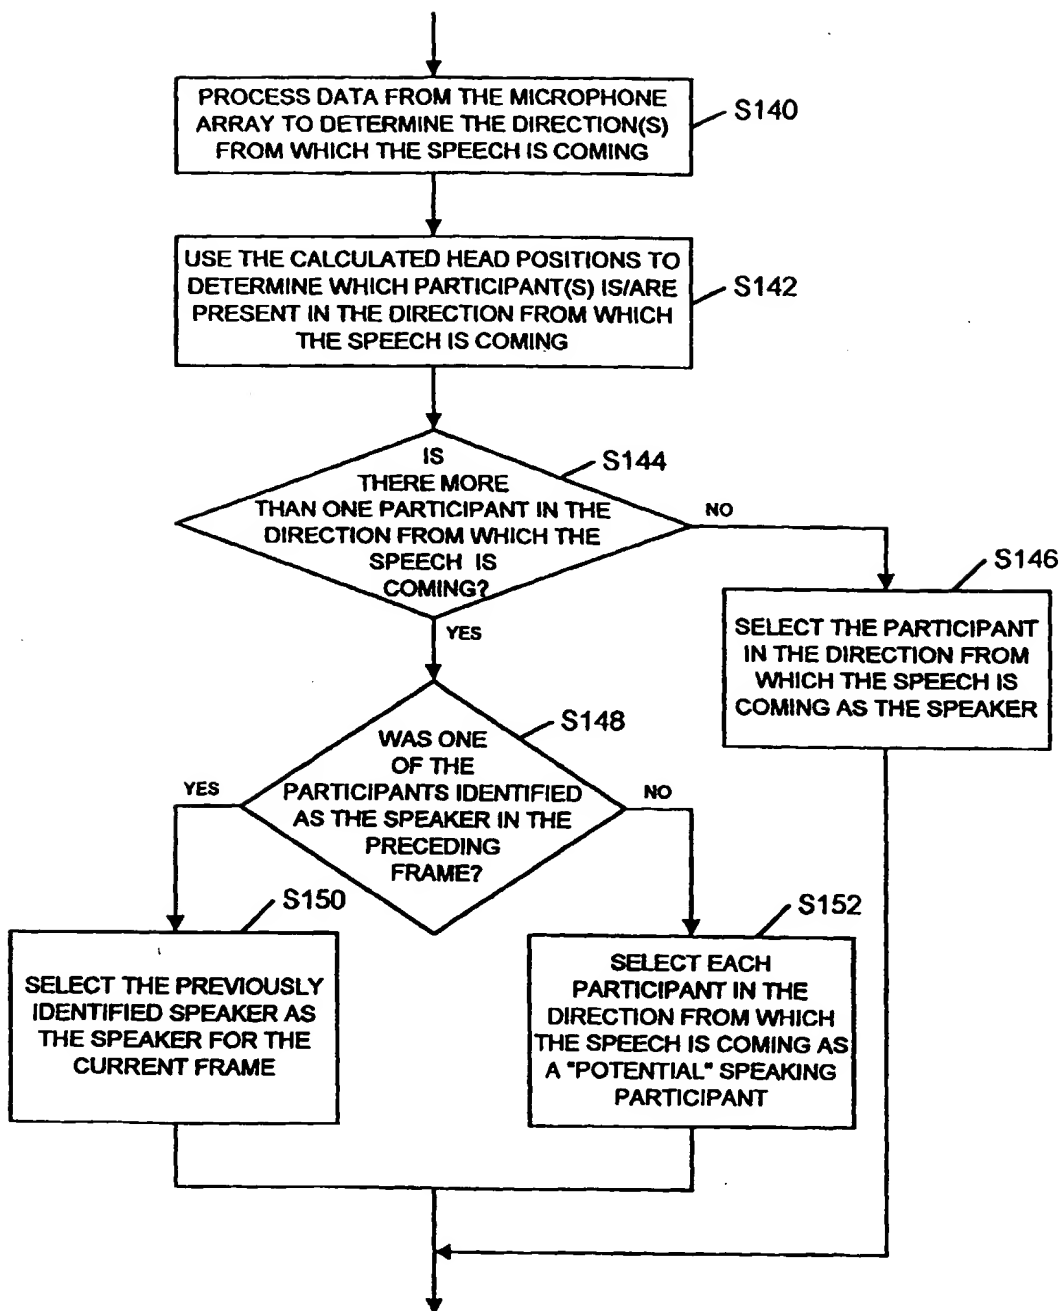 PROCESS DATA FROM THE MICROPHONE
ARRAY TO DETERMINE THE DIRECTION(S)
FROM WHICH THE SPEECH IS COMING
S140
USE THE CALCULATED HEAD POSITIONS TO
DETERMINE WHICH PARTICIPANT(S) IS/ARE
PRESENT IN THE DIRECTION FROM WHICH
THE SPEECH IS COMING
S142
IS
THERE MORE
THAN ONE PARTICIPANT IN THE
DIRECTION FROM WHICH THE
SPEECH IS
COMING?
S144
NO
YES
S146
SELECT THE PARTICIPANT
IN THE DIRECTION FROM
WHICH THE SPEECH IS
COMING AS THE SPEAKER
WAS ONE
OF THE
PARTICIPANTS IDENTIFIED
AS THE SPEAKER IN THE
PRECEDING
FRAME?
S148
YES
NO
S150
SELECT THE PREVIOUSLY
IDENTIFIED SPEAKER AS
THE SPEAKER FOR THE
CURRENT FRAME
S152
SELECT EACH
PARTICIPANT IN THE
DIRECTION FROM WHICH
THE SPEECH IS COMING AS
A "POTENTIAL" SPEAKING
PARTICIPANT